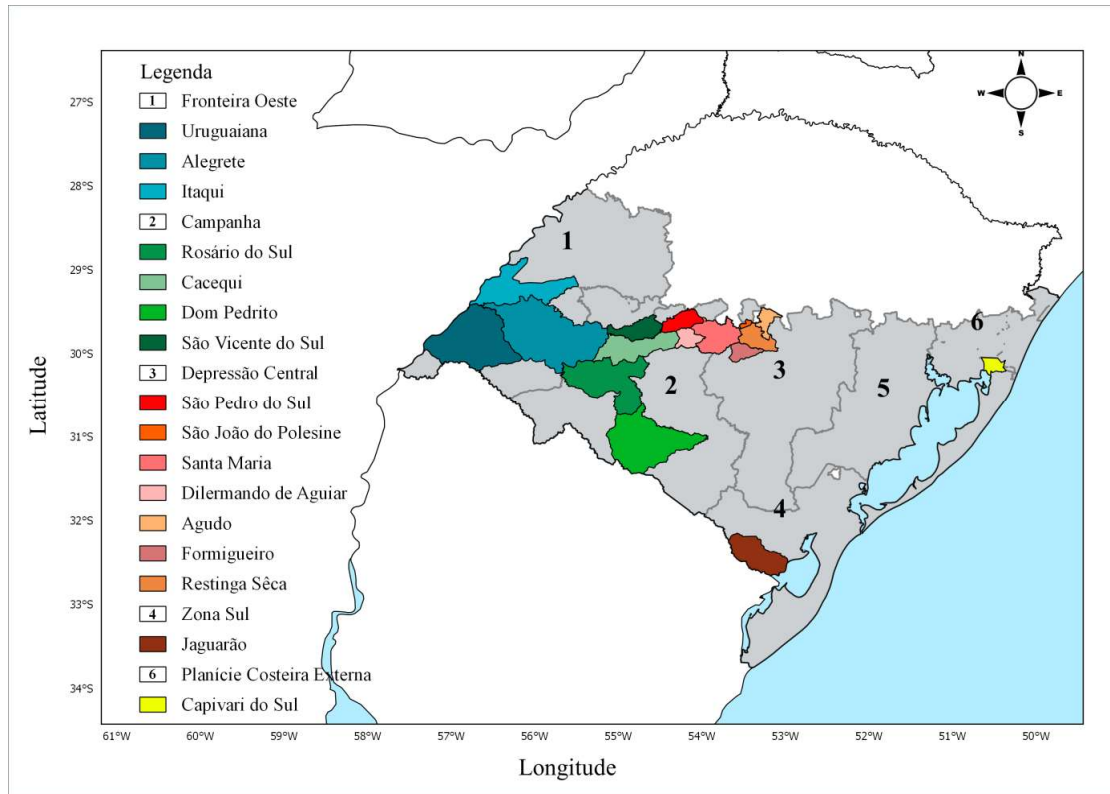 Legenda
1 Fronteira Oeste
Uruguaiana
Alegrete
Itaqui
2 Campanha
Rosário do Sul
Cacequi
Dom Pedrito
São Vicente do Sul
3 Depressão Central
São Pedro do Sul
São João do Polesine
Santa Maria
Dilermando de Aguiar
Agudo
Formigueiro
Restinga Sêca
4 Zona Sul
Jaguarão
6 Planície Costeira Externa
Capivari do Sul
N
W E
S
1
2
3
4
5
6
27°S
28°S
29°S
30°S
31°S
32°S
33°S
34°S
Latitude
61°W 60°W 58°W 57°W 56°W 55°W 54°W 53°W 52°W 51°W 50°W
Longitude